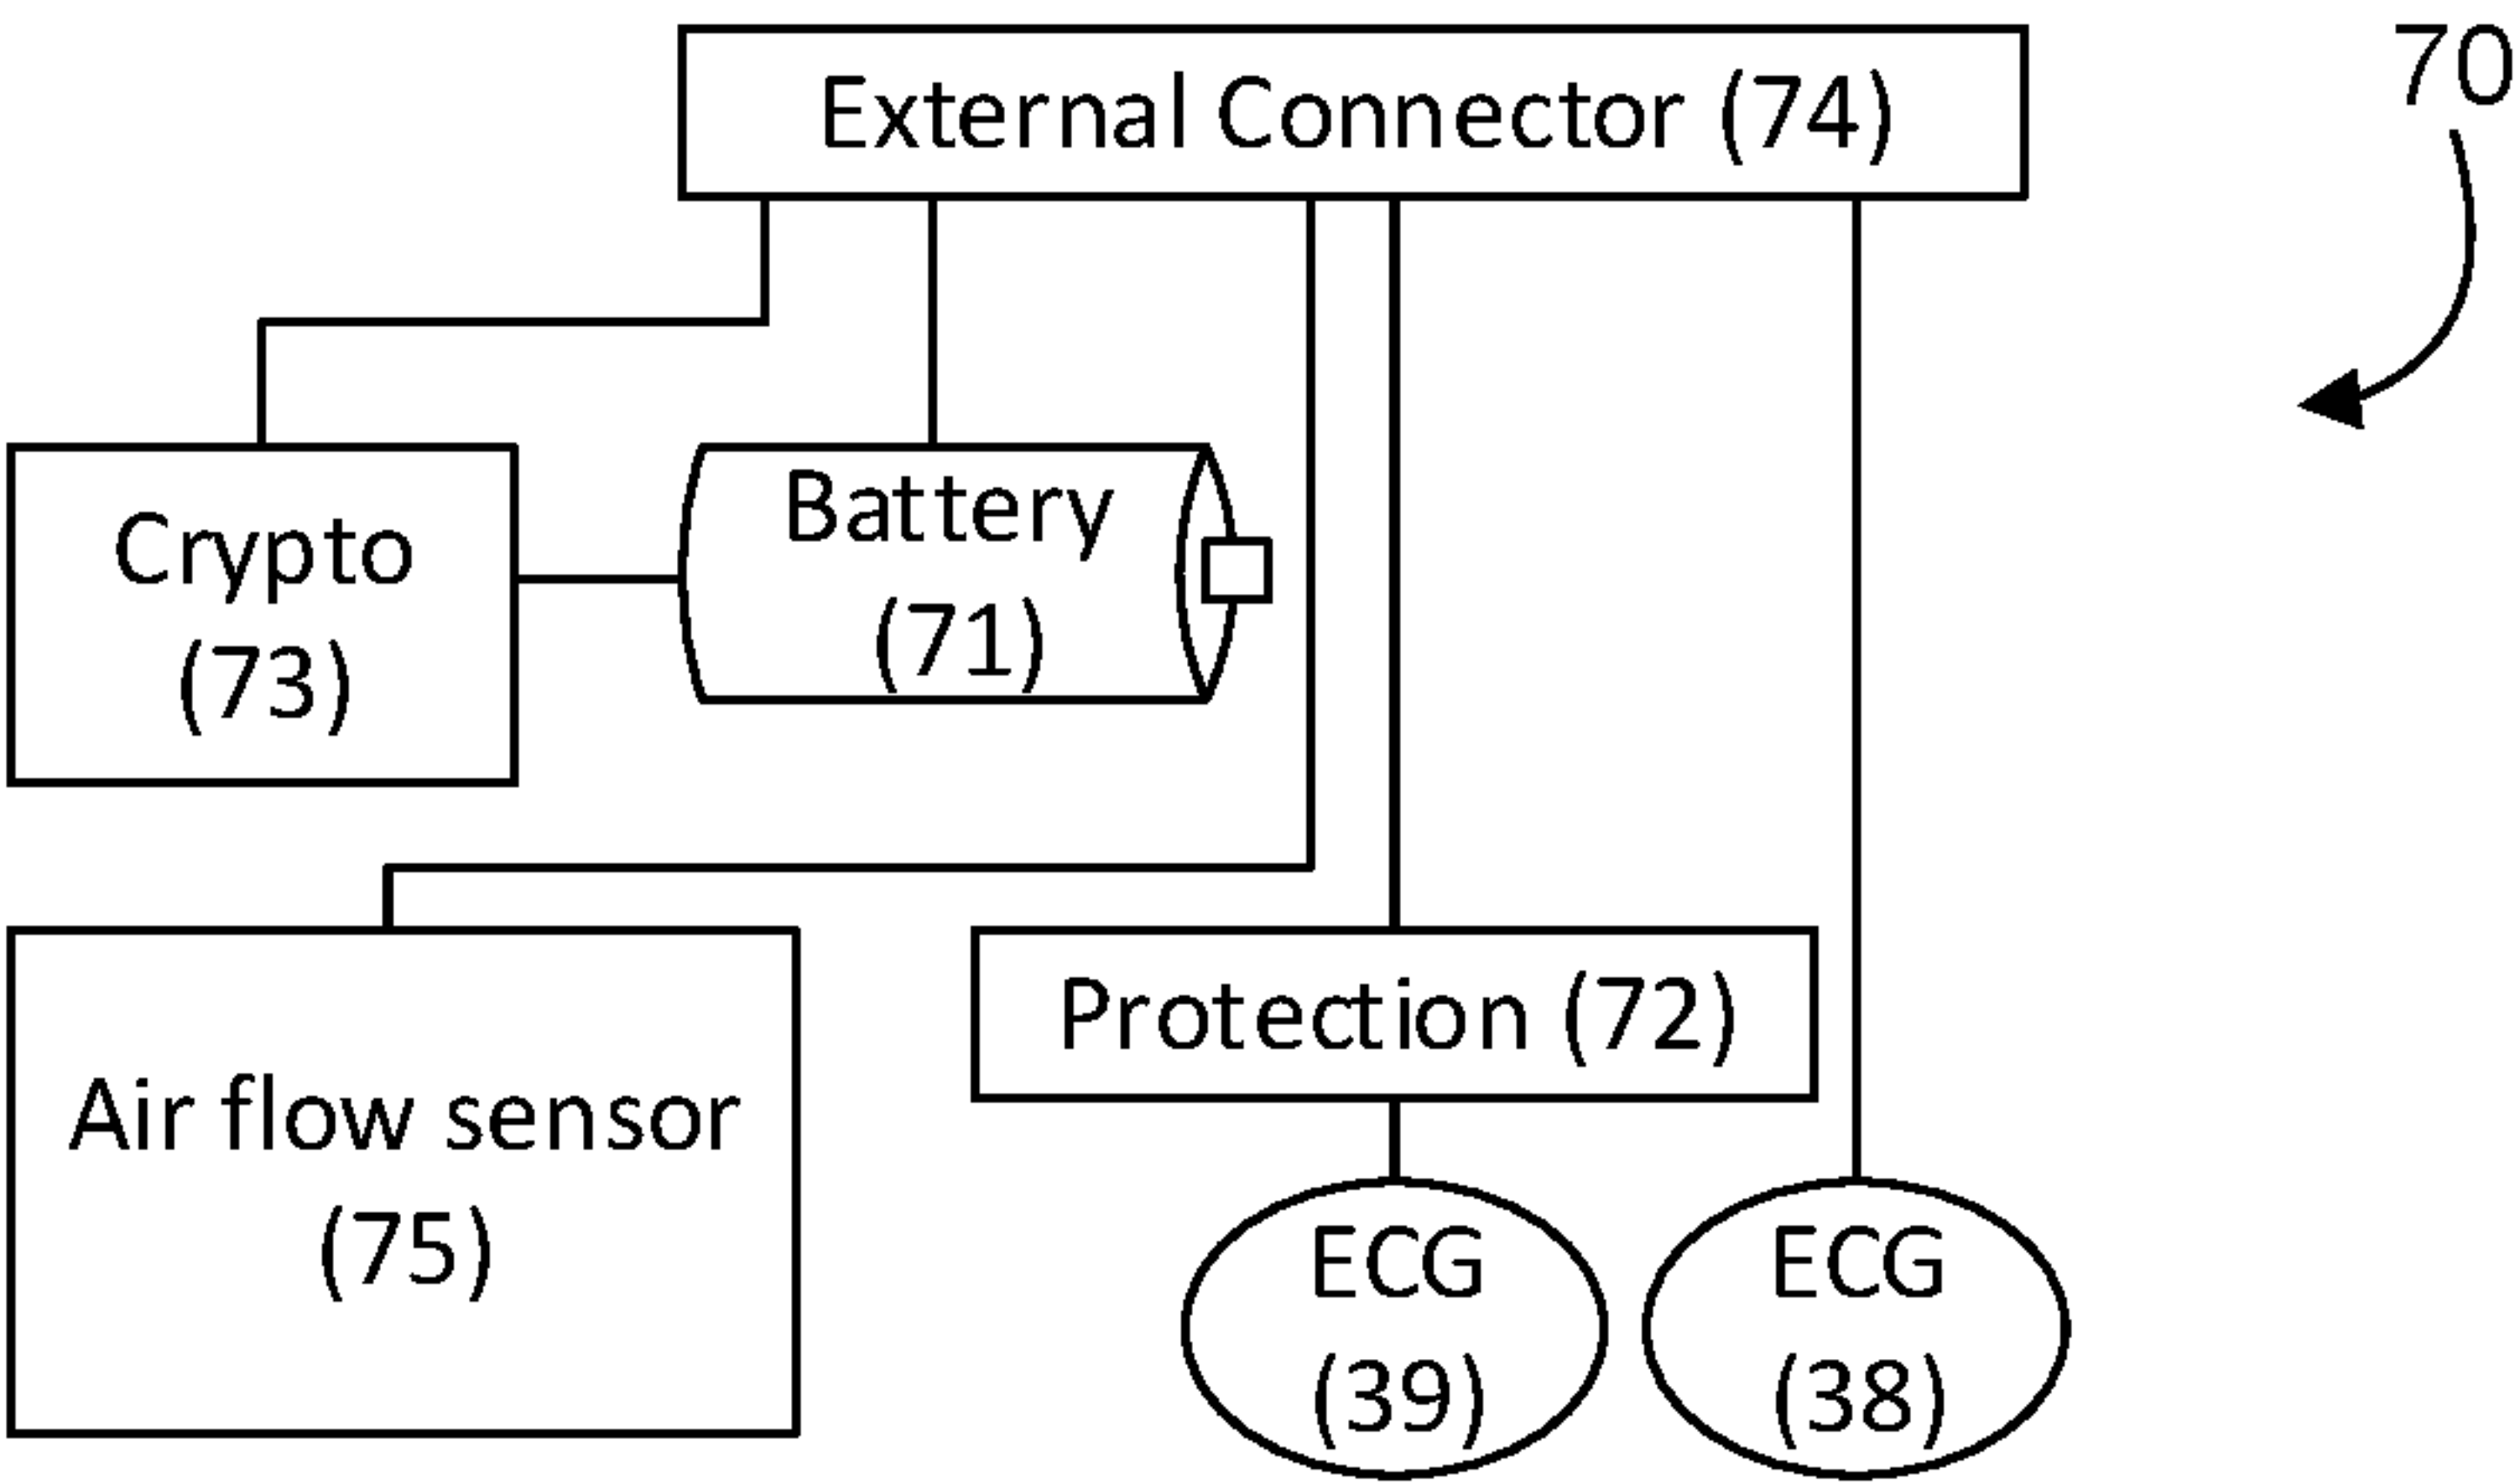 External Connector (74)
70
Crypto
(73)
Battery
(71)
Protection (72)
Air flow sensor
(75)
ECG
(39)
ECG
(38)